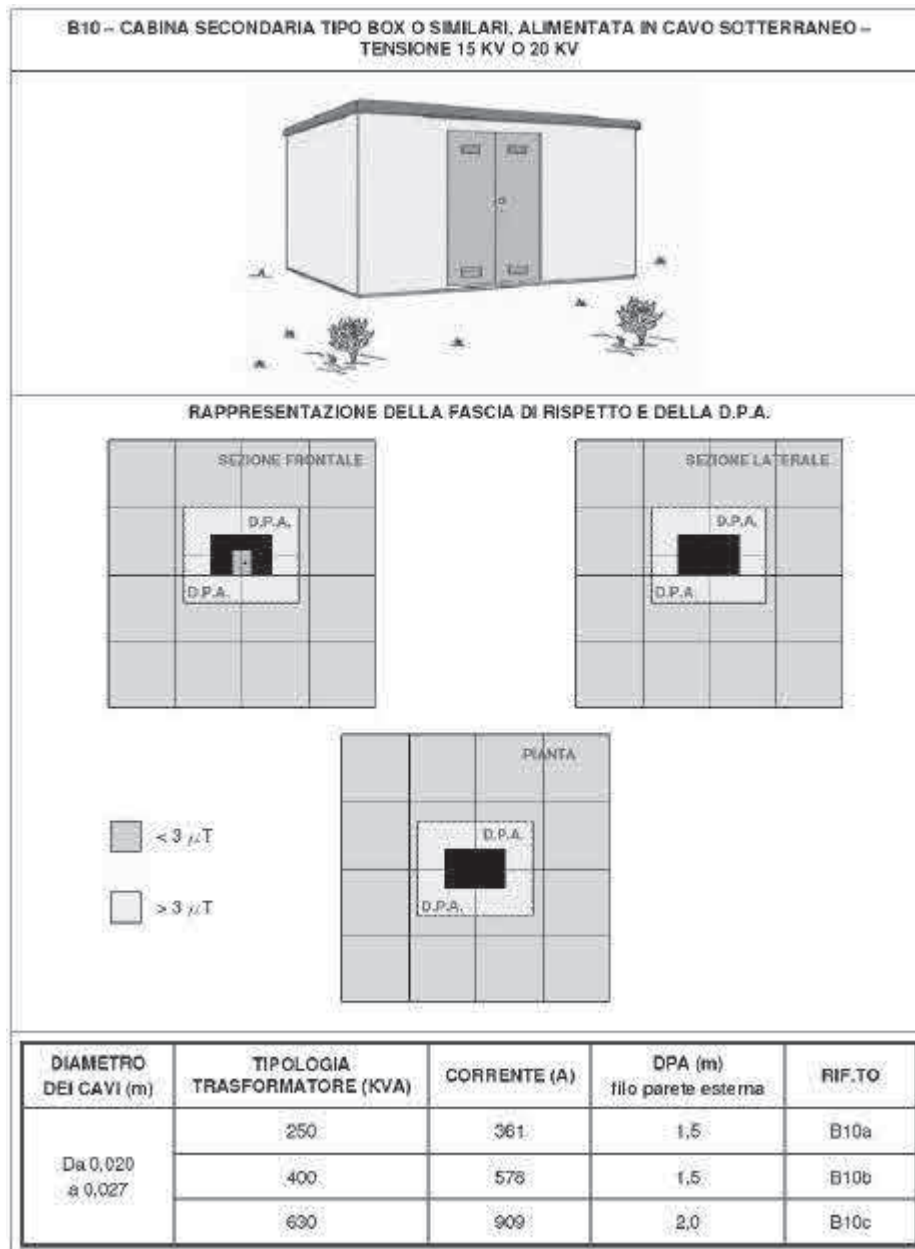 B10 – CABINA SECONDARIA TIPO BOX O SIMILARI, ALIMENTATA IN CAVO SOTTERRANEO –
TENSIONE 15 KV O 20 KV
RAPPRESENTAZIONE DELLA FASCIA DI RISPETTO E DELLA D.P.A.
SEZIONE FRONTALE
D.P.A.
D.P.A.
SEZIONE LATERALE
D.P.A.
D.P.A
PIANTA
D.P.A.
D.P.A.
< 3 µT
> 3 µT
DIAMETRO DEI CAVI (m) TIPOLOGIA TRASFORMATORE (KVA) CORRENTE (A) DPA (m) filo parete esterna RIF.TO
Da 0,020 a 0,027
250 361 1,5 B10a
400 578 1,5 B10b
630 909 2,0 B10c